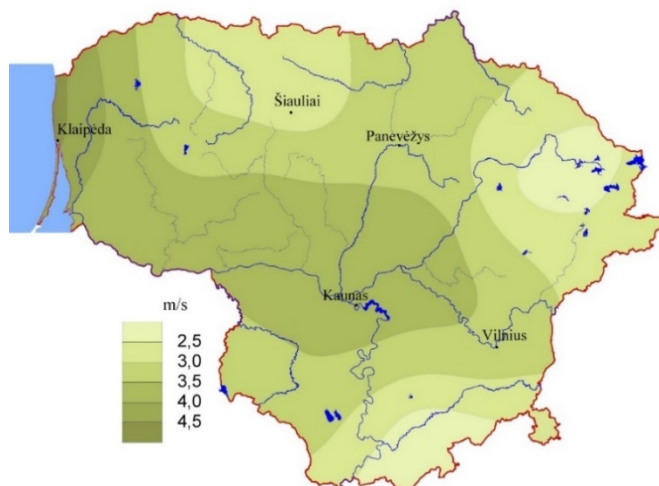 Šiauliai
Klaipėda
Panevėžys
Kaunas
m/s
Vilnius
2,5
3,0
3,5
4,0
4,5